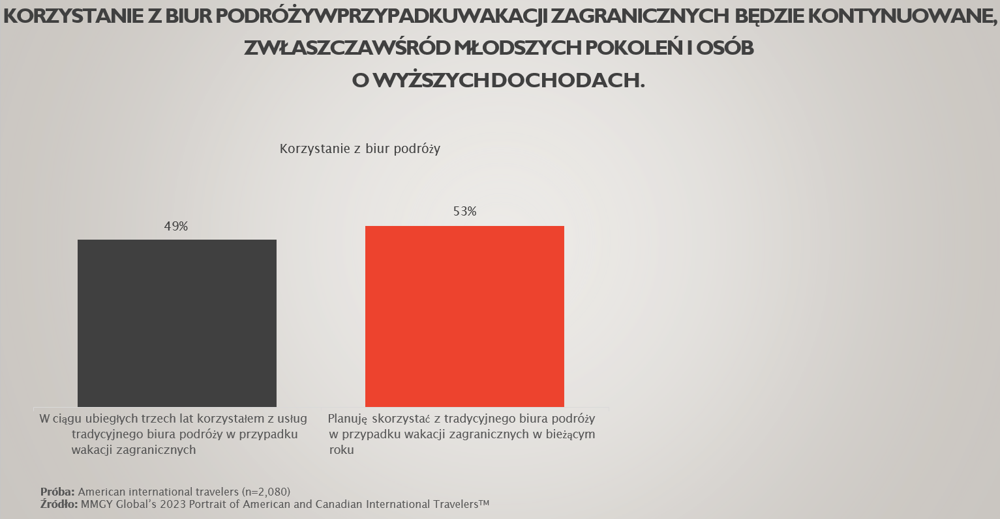 KORZYSTANIE Z BIUR PODRÓŻYWPRZYPADKUWAKACJI ZAGRANICZNYCH BĘDZIE KONTYNUOWANE,
ZWŁASZCZAWŚRÓD MŁODSZYCH POKOLEŃ I OSÓB
O WYŻSZYCH DOCHODACH.
Korzystanie z biur podróży
49%
53%
W ciągu ubiegłych trzech lat korzystałem z usług
tradycyjnego biura podróży w przypadku
wakacji zagranicznych
Planuję skorzystać z tradycyjnego biura podróży
w przypadku wakacji zagranicznych w bieżącym
roku
Próba: American international travelers (n=2,080)
Źródło: MMGY Global’s 2023 Portrait of American and Canadian International Travelers™